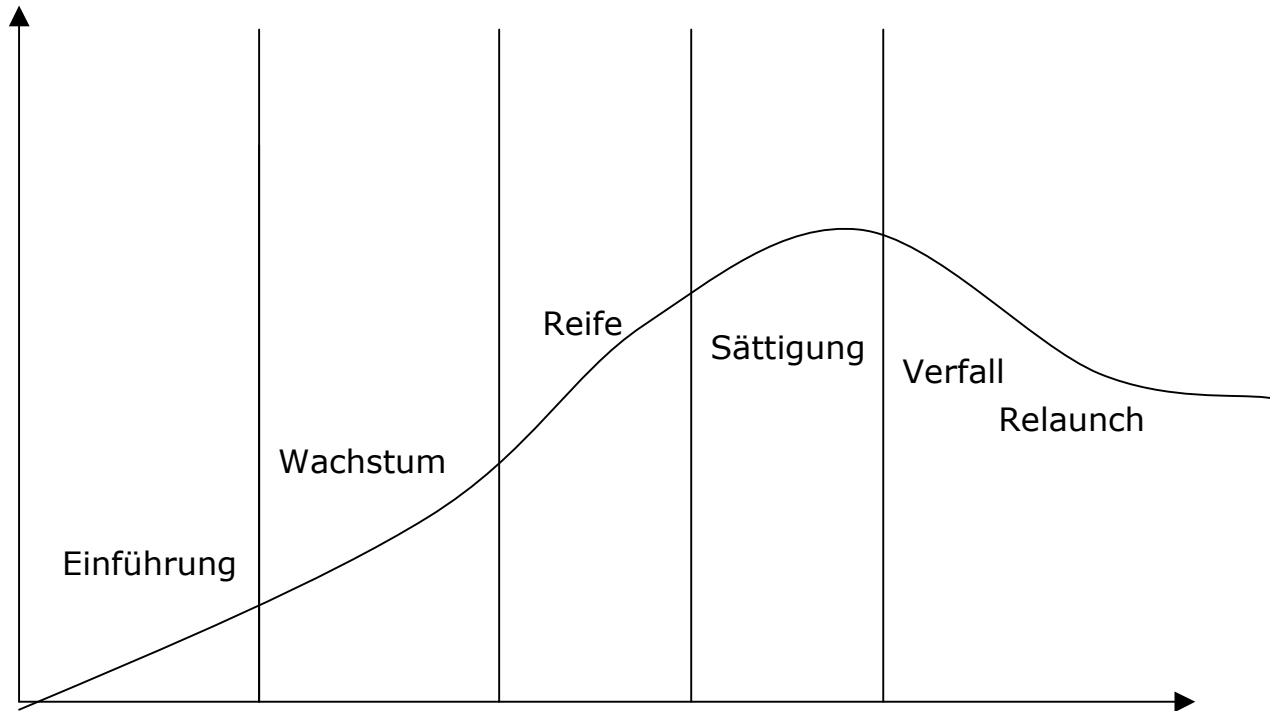 Einführung
Wachstum
Reife
Sättigung
Verfall
Relaunch